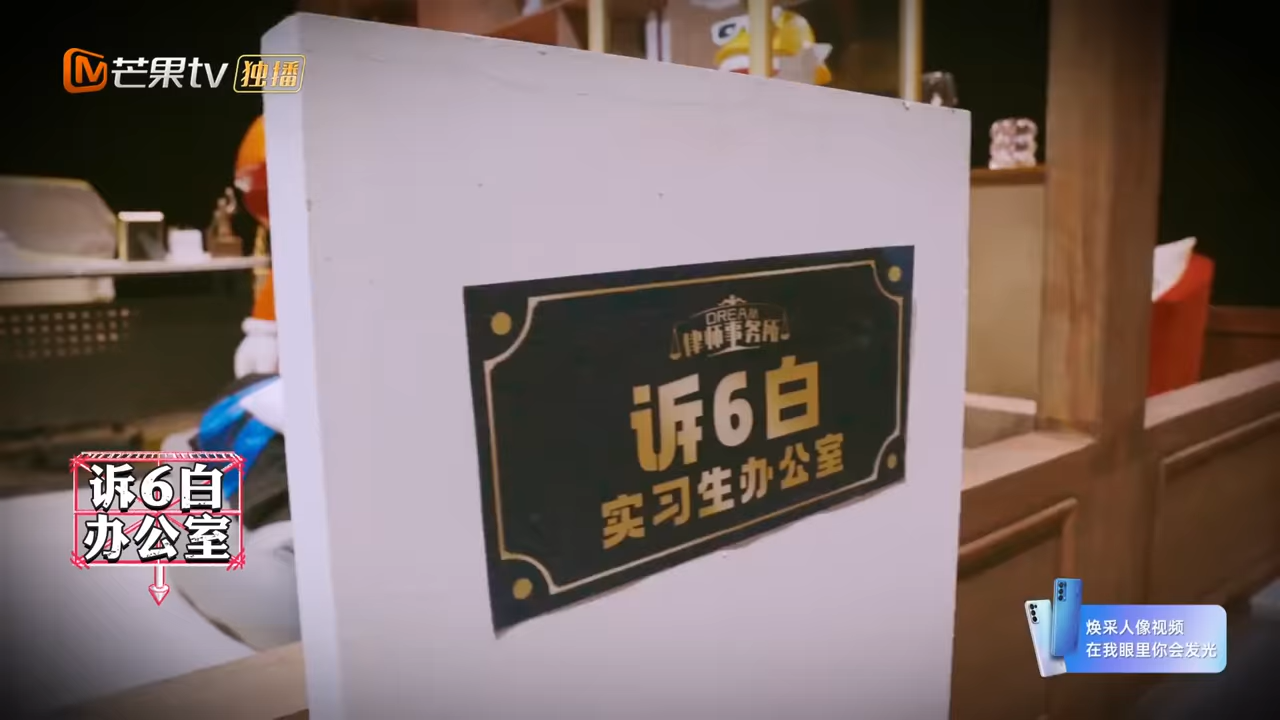 芒果tv 独播
DREAM
律师事务所
诉6白
实习生办公室
诉6白
办公室
焕采人像视频
在我眼里你会发光